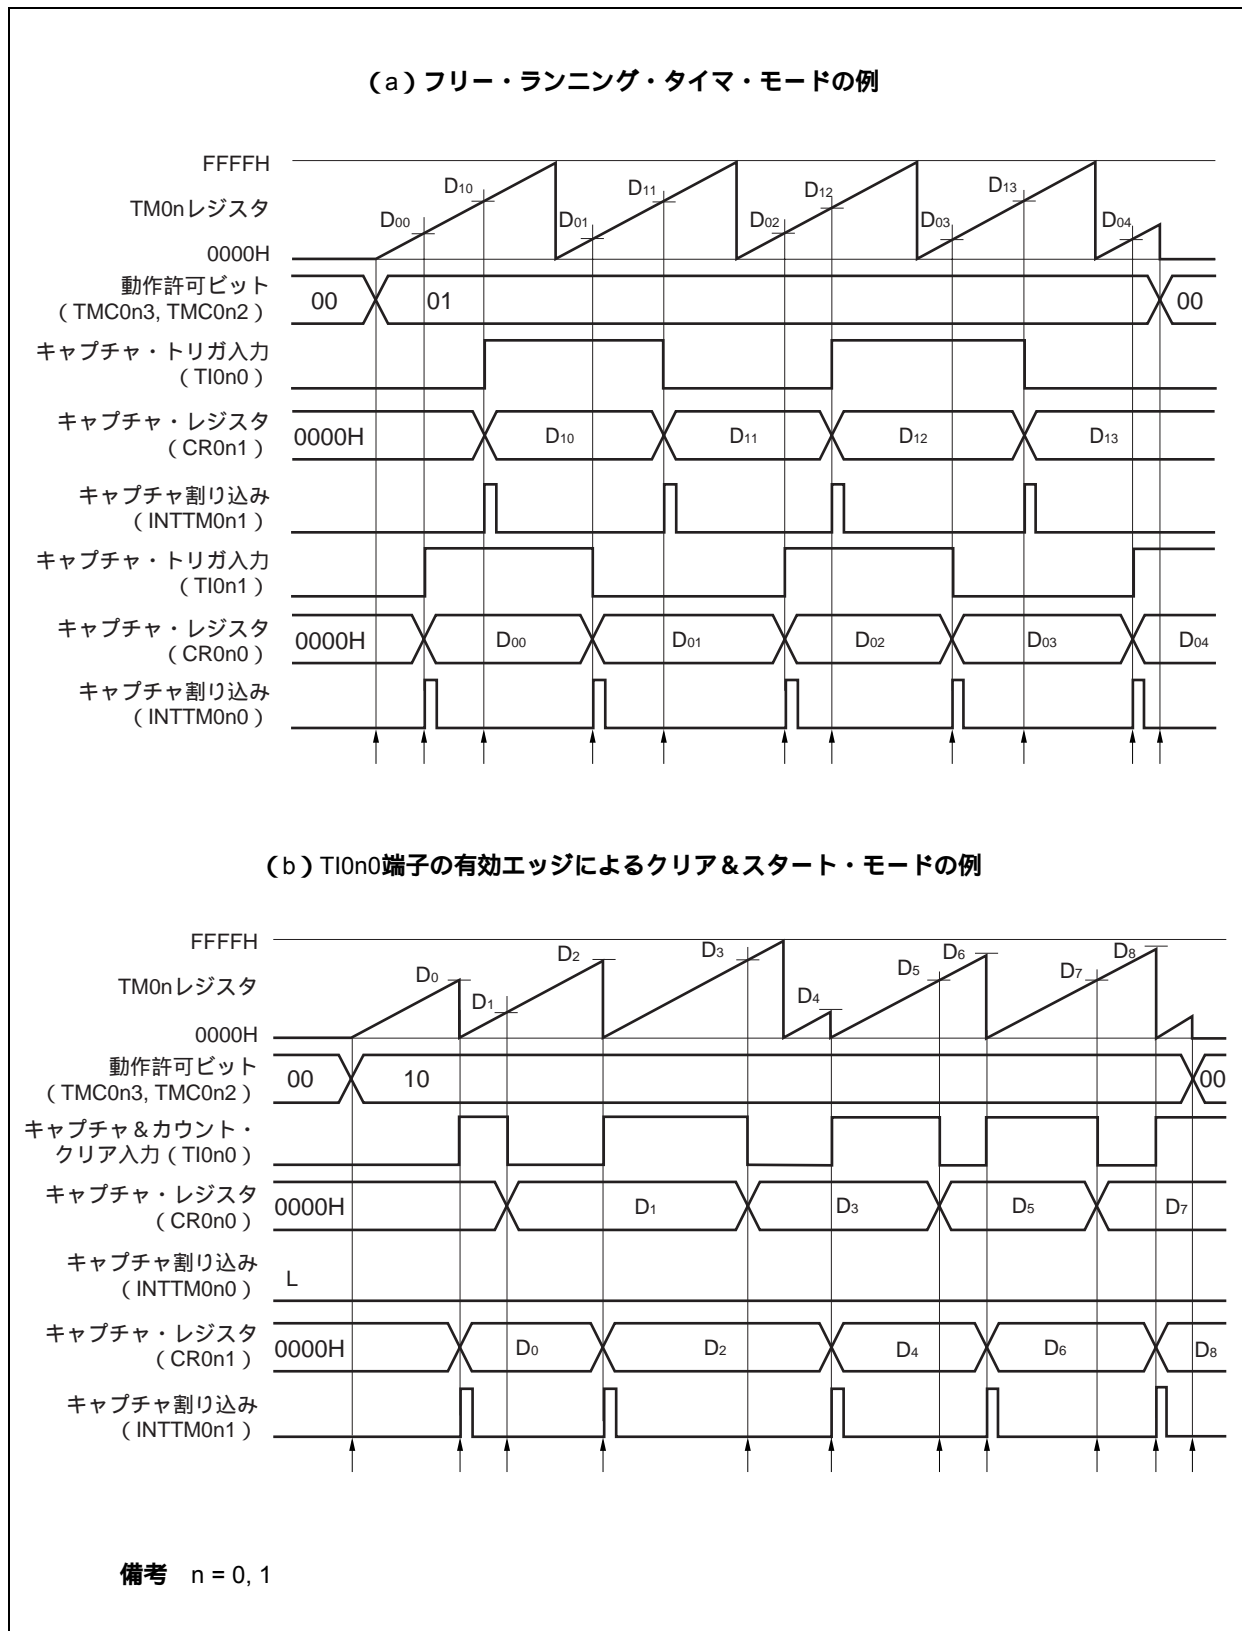 (a)フリー・ランニング・タイマ・モードの例
FFFFH
TM0nレジスタ
0000H
D00
D10
D01
D11
D02
D12
D03
D13
D04
動作許可ビット
(TMC0n3, TMC0n2)
00
01
00
キャプチャ・トリガ入力
(TI0n0)
キャプチャ・レジスタ
(CR0n1)
0000H
D10
D11
D12
D13
キャプチャ割り込み
(INTTM0n1)
キャプチャ・トリガ入力
(TI0n1)
キャプチャ・レジスタ
(CR0n0)
0000H
D00
D01
D02
D03
D04
キャプチャ割り込み
(INTTM0n0)
(b)TI0n0端子の有効エッジによるクリア&スタート・モードの例
FFFFH
TM0nレジスタ
0000H
D0
D1
D2
D3
D4
D5
D6
D7
D8
動作許可ビット
(TMC0n3, TMC0n2)
00
10
00
キャプチャ&カウント・
クリア入力(TI0n0)
キャプチャ・レジスタ
(CR0n0)
0000H
D1
D3
D5
D7
キャプチャ割り込み
(INTTM0n0)
L
キャプチャ・レジスタ
(CR0n1)
0000H
D0
D2
D4
D6
D8
キャプチャ割り込み
(INTTM0n1)
備考 n = 0, 1